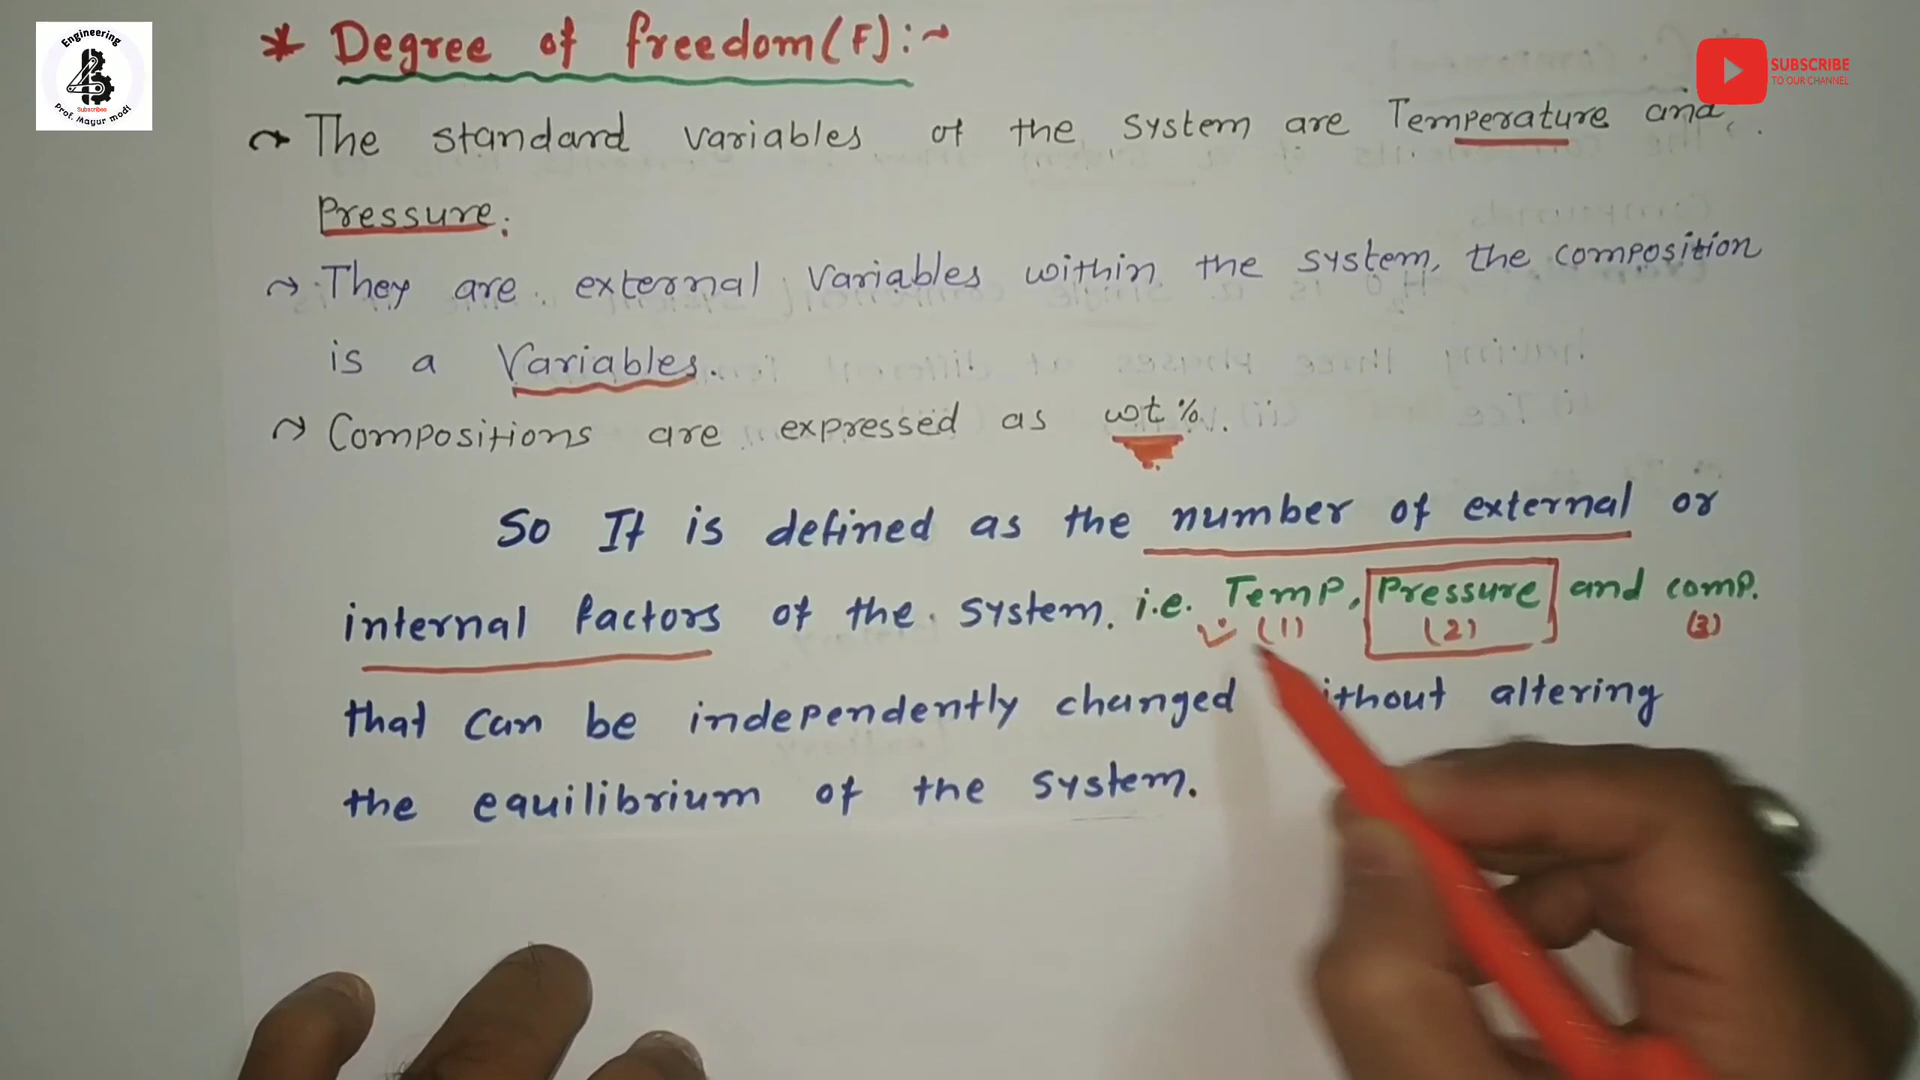 Engineering
Subscribes
Prof. Mayur modi
SUBSCRIBE
TO OUR CHANNEL
* Degree of freedom(F):~
The standard variables of the system are Temperature and
Pressure.
They are external variables within the system, the composition
is a Variables.
Compositions are expressed as wt%.
So It is defined as the number of external or
internal factors of the system. i.e. Temp, Pressure and comp.
(1) (2) (3)
that can be independently changed without altering
the equilibrium of the system.